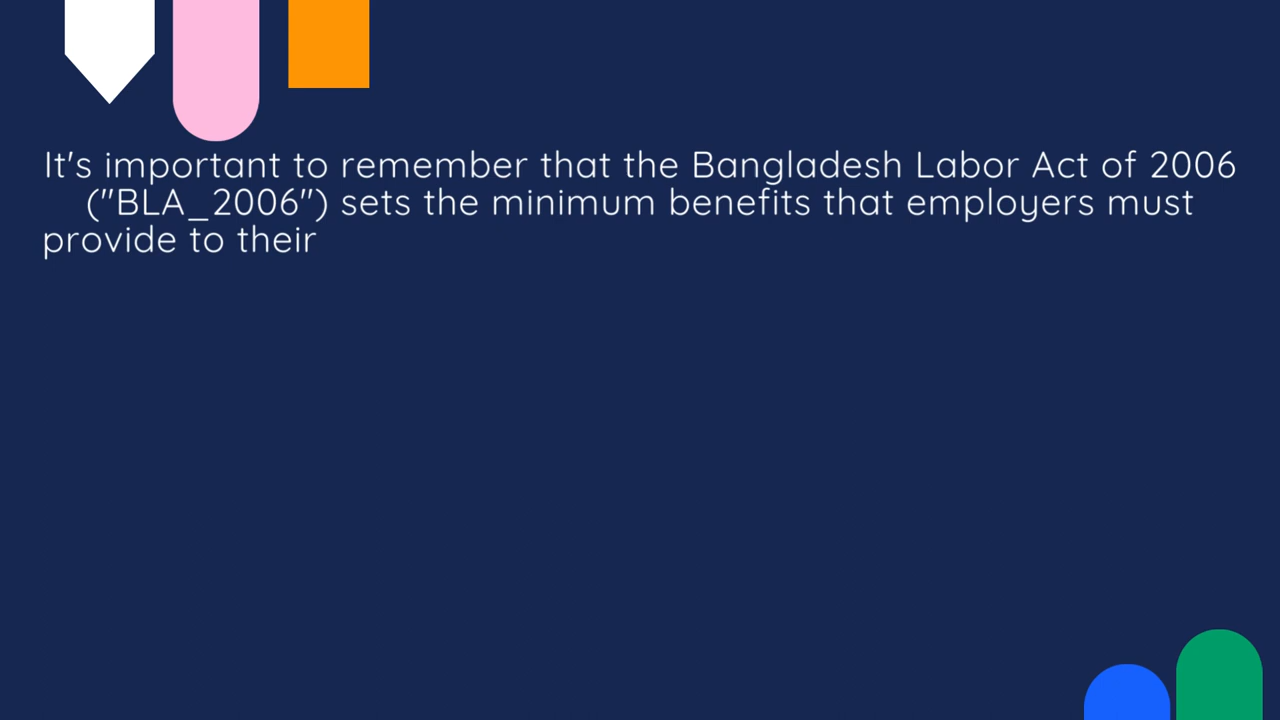 It's important to remember that the Bangladesh Labor Act of 2006
("BLA_2006") sets the minimum benefits that employers must
provide to their